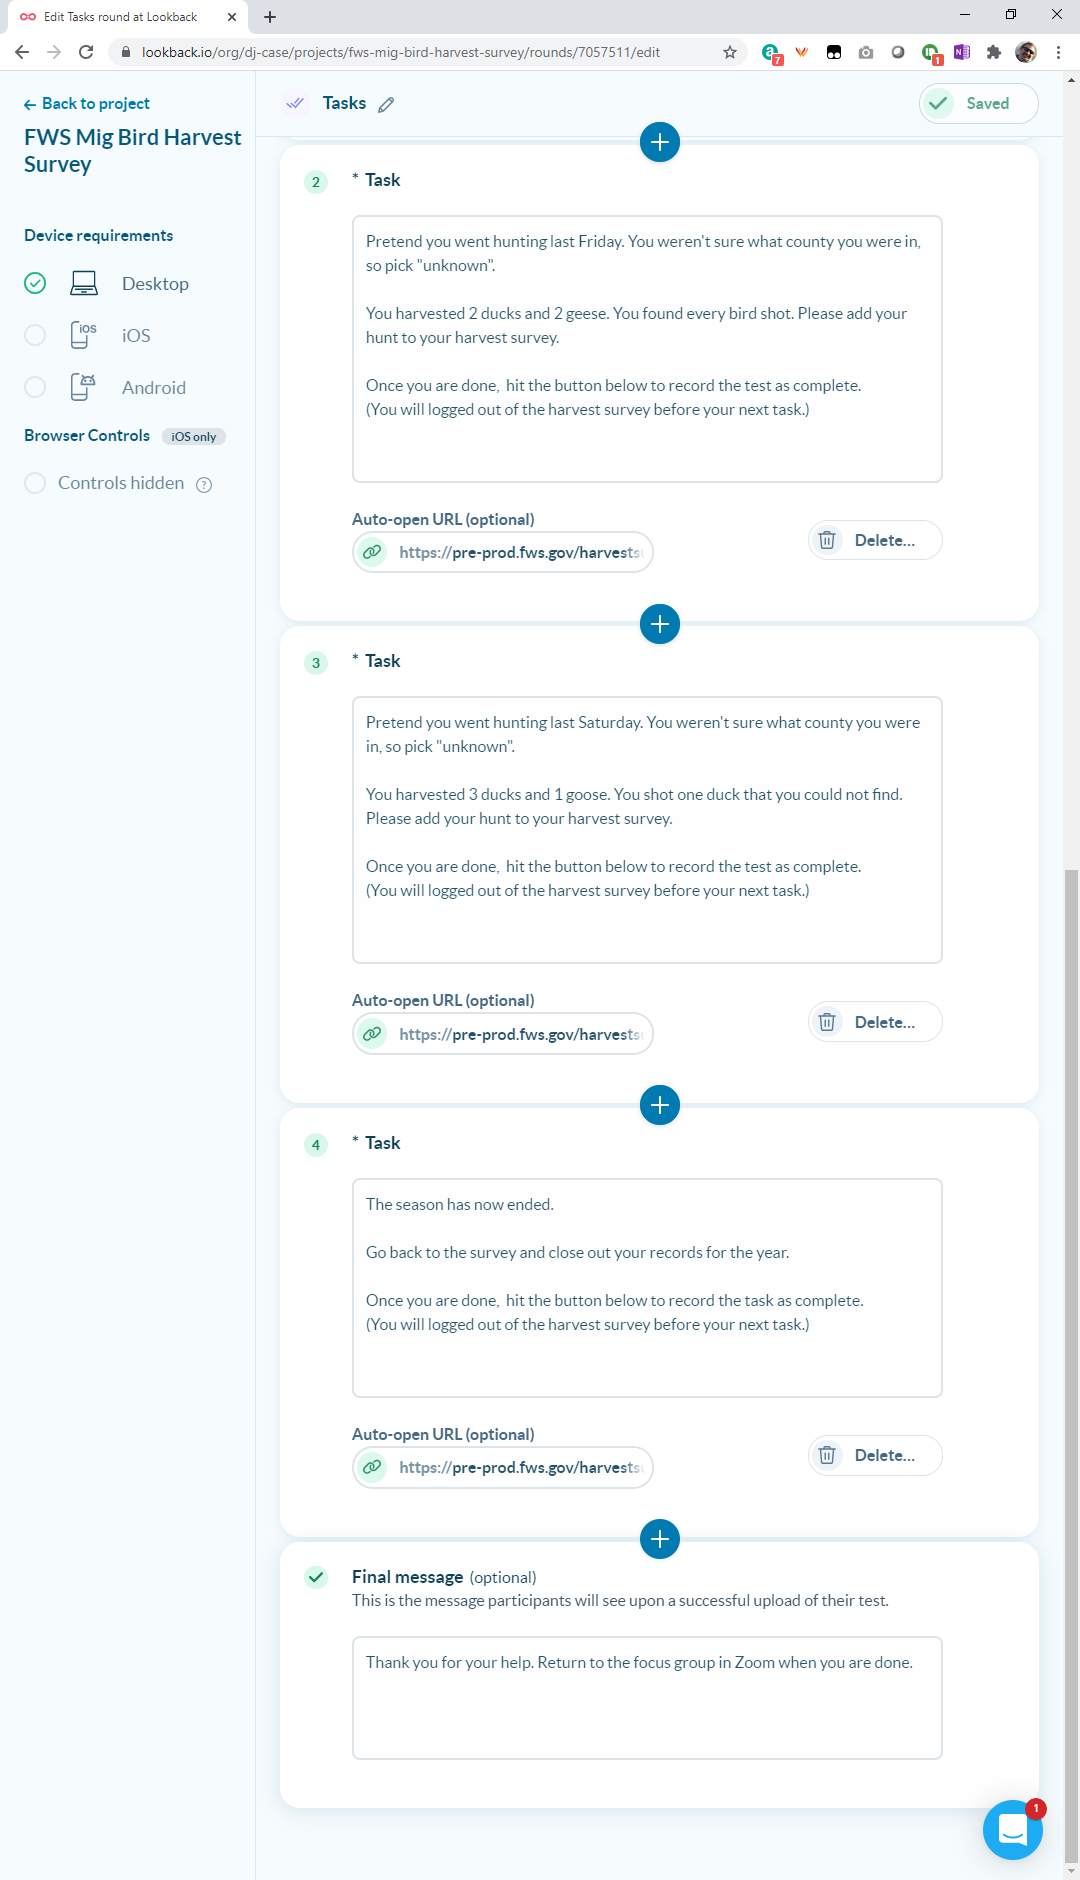 Edit Tasks round at Lookback
lookback.io/org/dj-case/projects/fws-mig-bird-harvest-survey/rounds/7057511/edit
7
1
Back to project
FWS Mig Bird Harvest
Survey
Device requirements
Desktop
iOS
iOS
Android
Browser Controls iOS only
Controls hidden ?
Tasks
Saved
2 * Task
Pretend you went hunting last Friday. You weren't sure what county you were in,
so pick "unknown".
You harvested 2 ducks and 2 geese. You found every bird shot. Please add your
hunt to your harvest survey.
Once you are done, hit the button below to record the test as complete.
(You will logged out of the harvest survey before your next task.)
Auto-open URL (optional)
https://pre-prod.fws.gov/harvests
Delete...
3 * Task
Pretend you went hunting last Saturday. You weren't sure what county you were
in, so pick "unknown".
You harvested 3 ducks and 1 goose. You shot one duck that you could not find.
Please add your hunt to your harvest survey.
Once you are done, hit the button below to record the test as complete.
(You will logged out of the harvest survey before your next task.)
Auto-open URL (optional)
https://pre-prod.fws.gov/harvests
Delete...
4 * Task
The season has now ended.
Go back to the survey and close out your records for the year.
Once you are done, hit the button below to record the task as complete.
(You will logged out of the harvest survey before your next task.)
Auto-open URL (optional)
https://pre-prod.fws.gov/harvests
Delete...
Final message (optional)
This is the message participants will see upon a successful upload of their test.
Thank you for your help. Return to the focus group in Zoom when you are done.
1